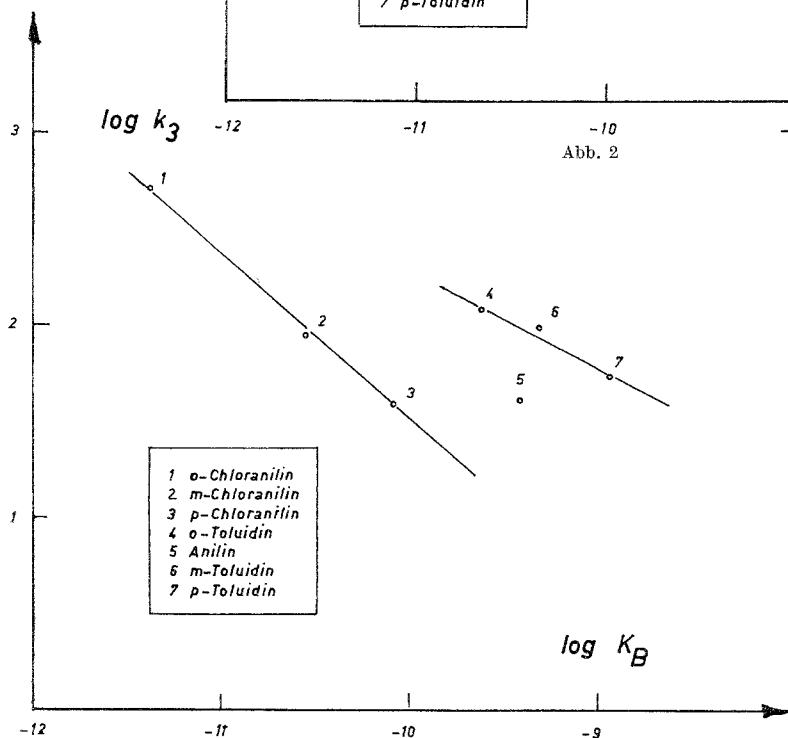 7 p-Toluidin
-12
-11
-10
Abb. 2
log k3
3
2
1
1
2
3
4
5
6
7
1 o-Chloranilin
2 m-Chloranilin
3 p-Chloranilin
4 o-Toluidin
5 Anilin
6 m-Toluidin
7 p-Toluidin
log KB
-12
-11
-10
-9